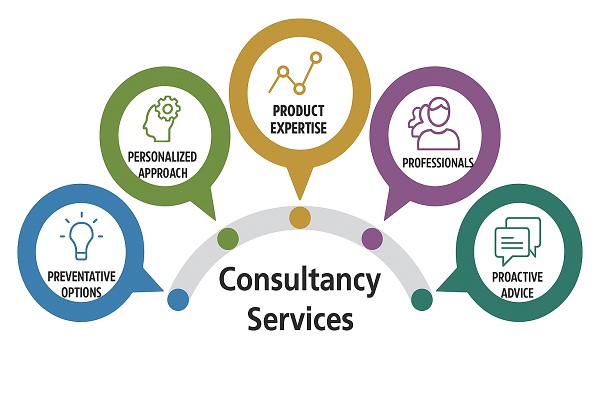 PREVENTATIVE
OPTIONS
PERSONALIZED
APPROACH
PRODUCT
EXPERTISE
PROFESSIONALS
PROACTIVE
ADVICE
Consultancy
Services